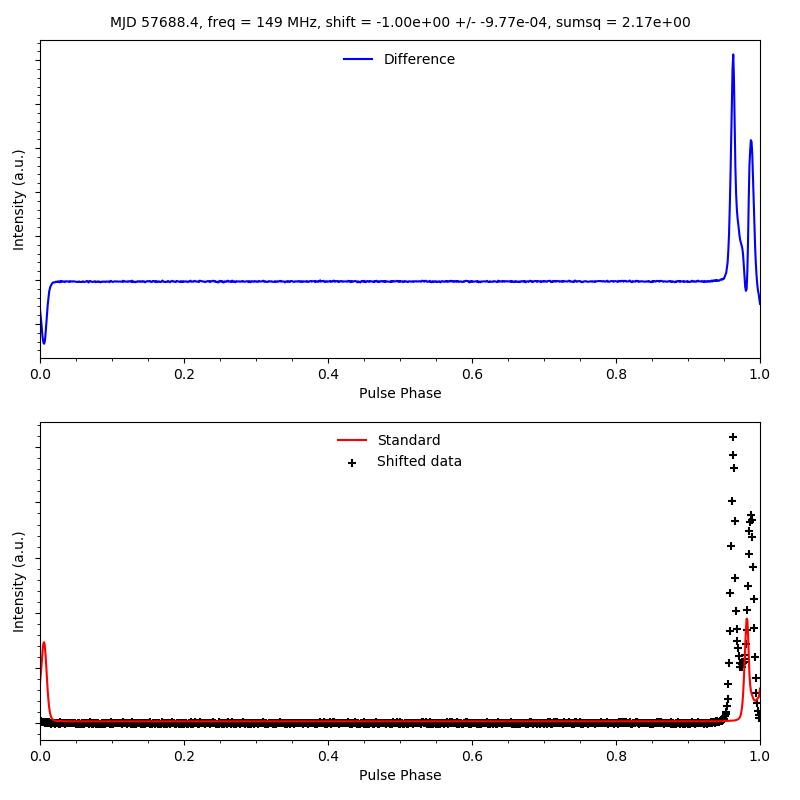 MJD 57688.4, freq = 149 MHz, shift = -1.00e+00 +/- -9.77e-04, sumsq = 2.17e+00
Difference
Intensity (a.u.)
0.0 0.2 0.4 0.6 0.8 1.0
Pulse Phase
Standard
Shifted data
Intensity (a.u.)
0.0 0.2 0.4 0.6 0.8 1.0
Pulse Phase